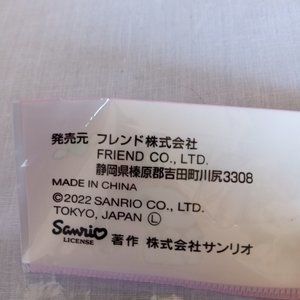 発売元 フレンド株式会社
FRIEND CO., LTD.
静岡県榛原郡吉田町川尻3308
MADE IN CHINA
©2022 SANRIO CO., LTD.
TOKYO, JAPAN Ⓛ
Sanrio
LICENSE 著作 株式会社サンリオ